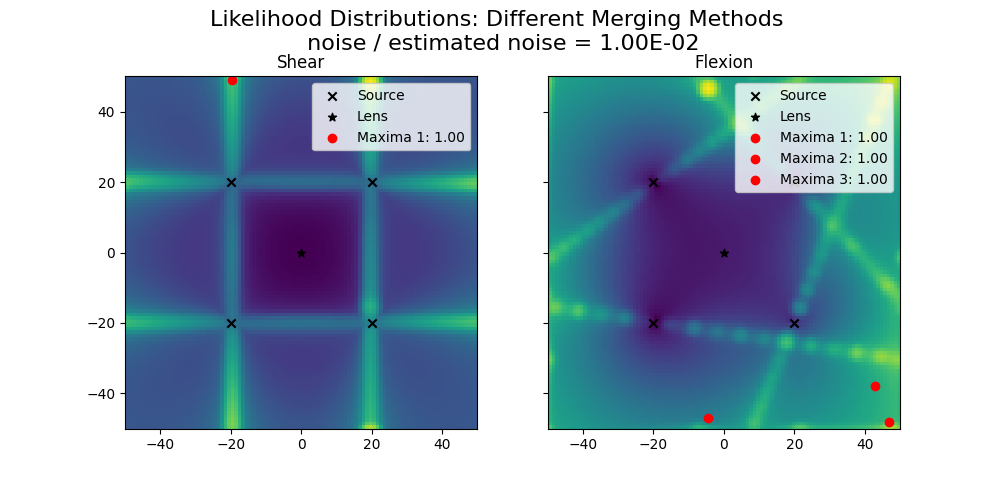 Likelihood Distributions: Different Merging Methods
noise / estimated noise = 1.00E-02
Shear
Flexion
Source
Lens
Maxima 1: 1.00
Source
Lens
Maxima 1: 1.00
Maxima 2: 1.00
Maxima 3: 1.00
40
20
0
−20
−40
−40
−20
0
20
40
−40
−20
0
20
40